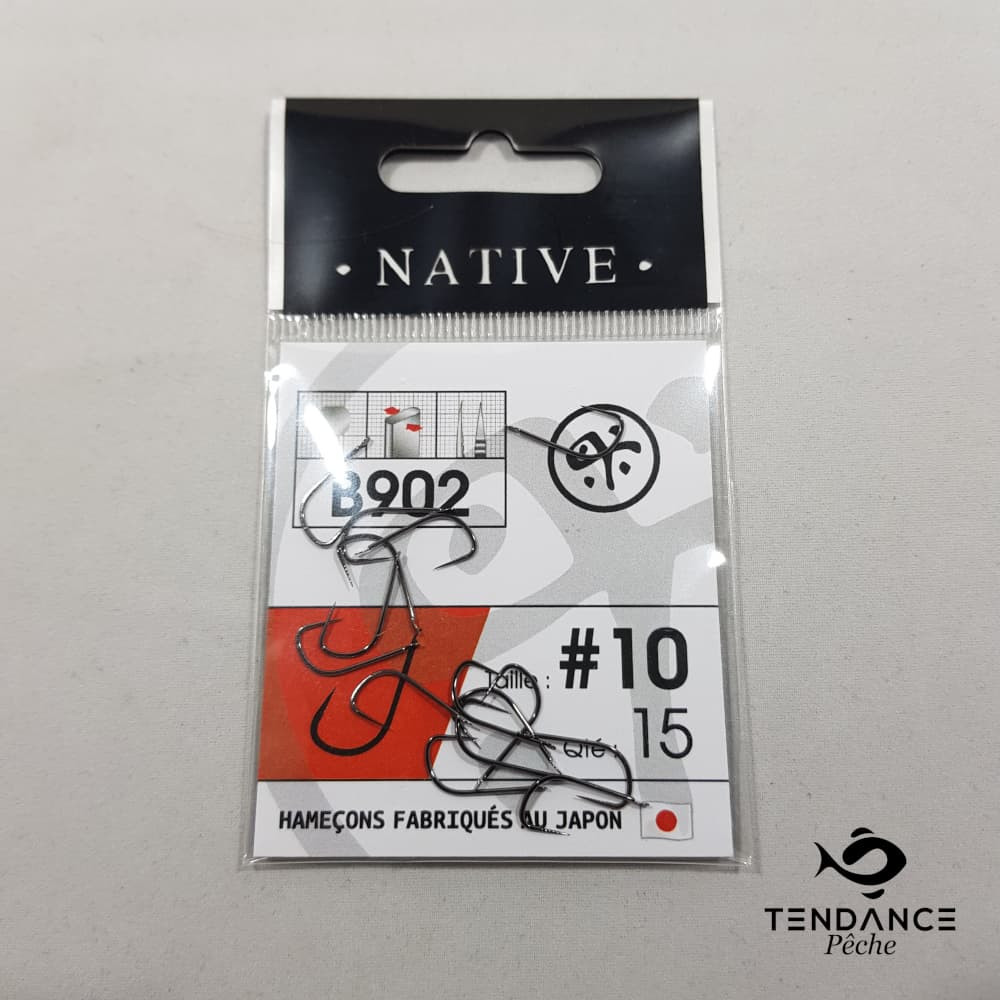 · NATIVE ·
B902
Taille : #10
Qté : 15
HAMEÇONS FABRIQUÉS AU JAPON
TENDANCE
Pêche